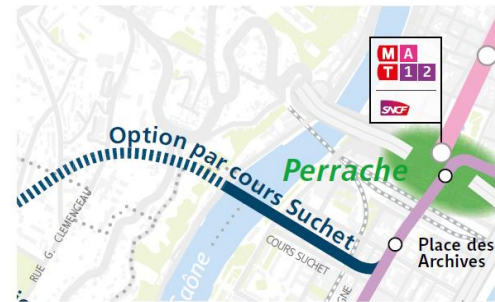 M A
T 1 2
SNCF
Option par cours Suchet
Perrache
Place des
Archives
COURS SUCHET
RUE G. CLEMENCEAU
Saône